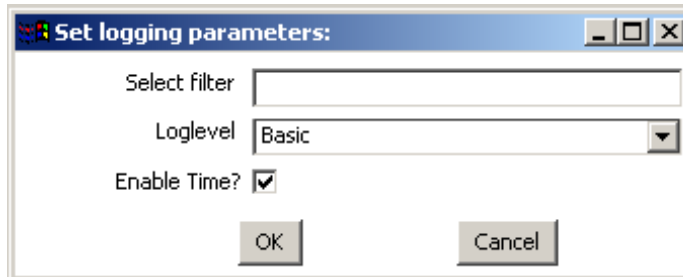 Set logging parameters:
Select filter
Loglevel Basic
Enable Time?
OK Cancel